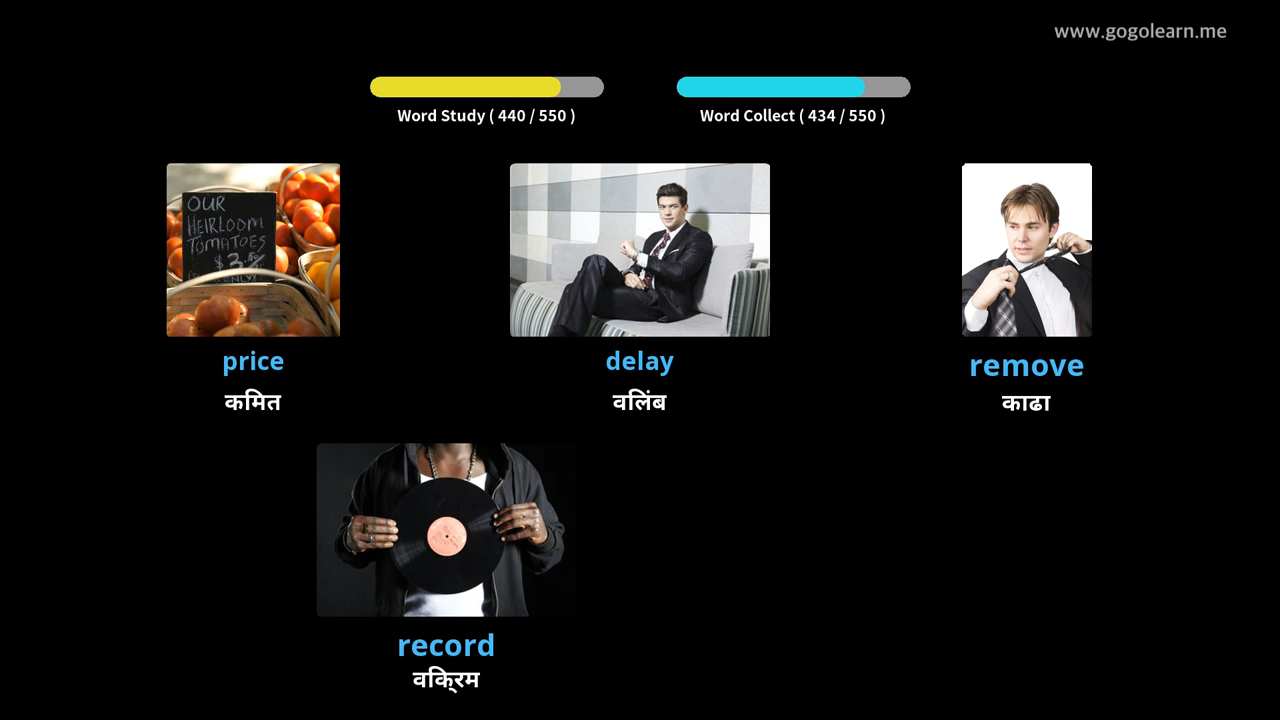 www.gogolearn.me
Word Study ( 440 / 550 )
Word Collect ( 434 / 550 )
OUR
HEIRLOOM
TOMATOES
price
delay
remove
कमित
वलिंब
काढा
record
वकि्रम